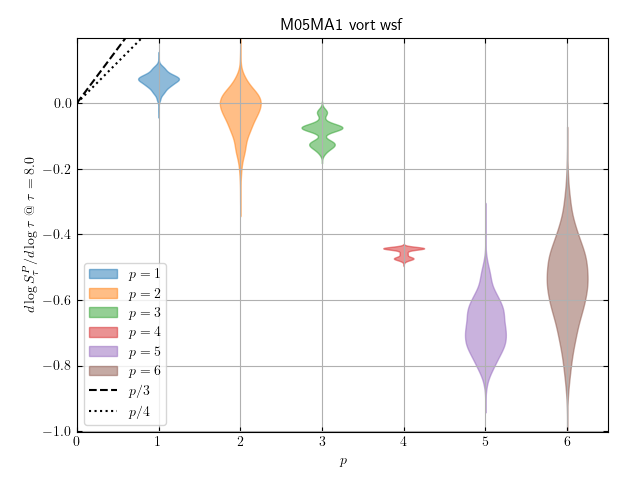 M05MA1 vort wsf
d log S_τ^P / d log τ @ τ = 8.0
0.0
−0.2
−0.4
−0.6
−0.8
−1.0
p = 1
p = 2
p = 3
p = 4
p = 5
p = 6
p/3
p/4
0 1 2 3 4 5 6
p